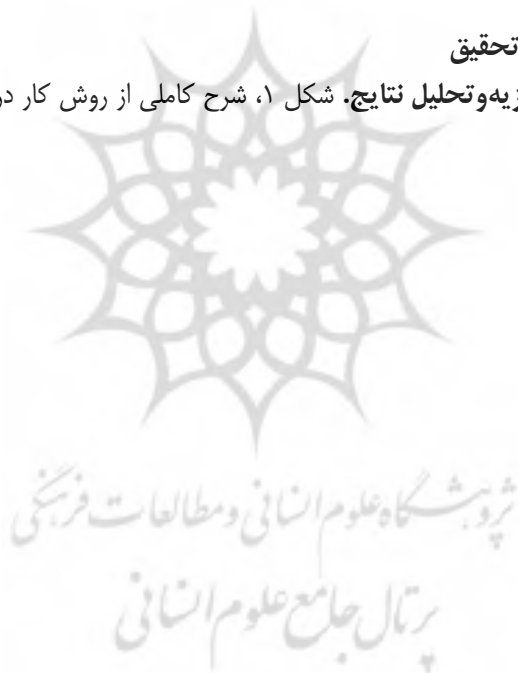 تحقیق
زیه‌وتحلیل نتایج. شکل ۱، شرح کاملی از روش کار در
پژوهشگاه علوم انسانی و مطالعات فرهنگی
پرتال جامع علوم انسانی